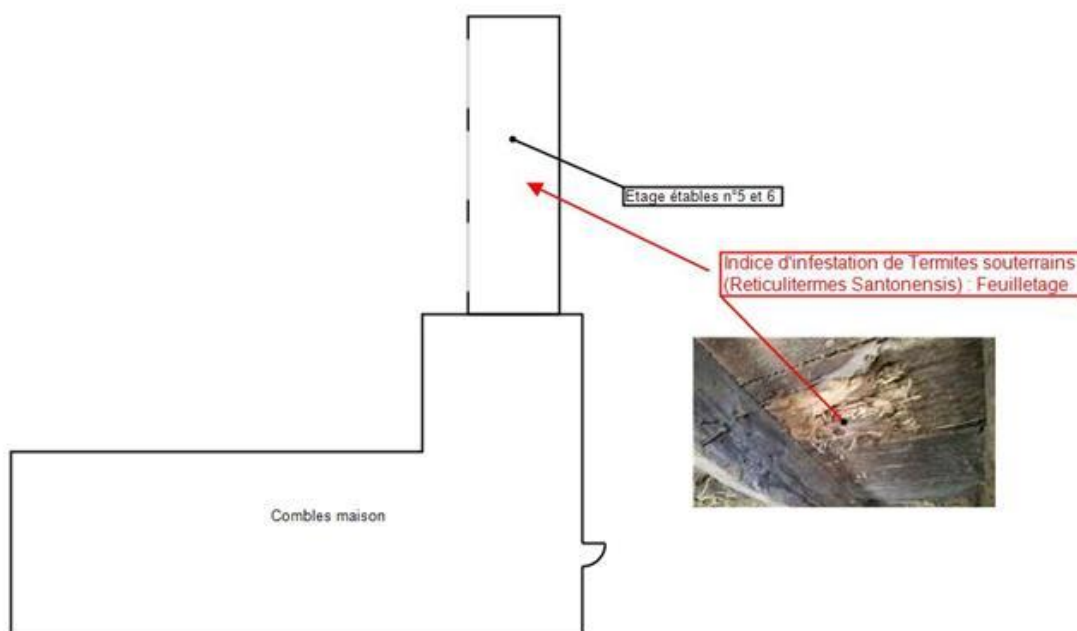 Etage étables n°5 et 6
Indice d'infestation de Termites souterrains
(Reticulitermes Santonensis) : Feuilletage
Combles maison